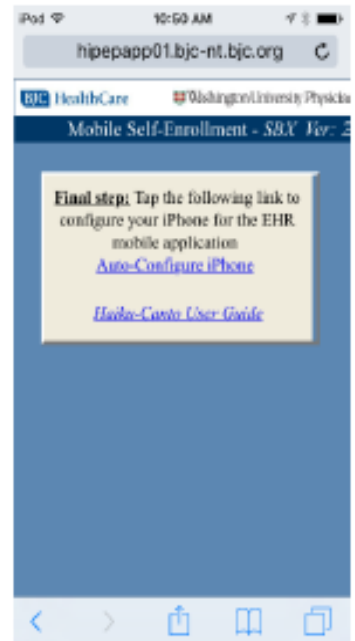 iPod 10:50 AM
hipepapp01.bjc-nt.bjc.org
BJC HealthCare Washington University Physicia
Mobile Self-Enrollment - SBX Ver: 2
Final step: Tap the following link to
configure your iPhone for the EHR
mobile application
Auto-Configure iPhone
Haiku-Canto User Guide